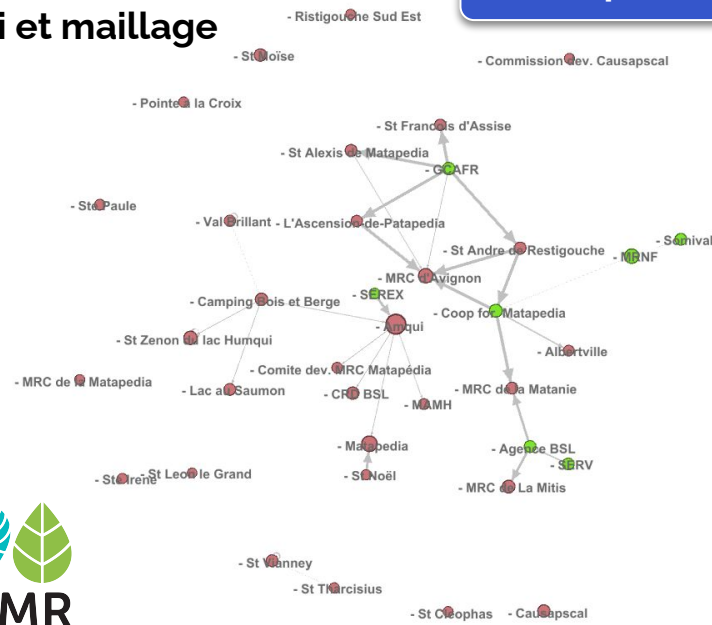 i et maillage
- Ristigouche Sud Est
- St Moïse
- Commission dev. Causapscal
- Pointe à la Croix
- St Francois d'Assise
- St Alexis de Matapedia
- GCAFR
- Ste Paule
- Val Brillant
- L'Ascension-de-Patapedia
- Somival
- St Andre de Restigouche
- MRNF
- MRC d'Avignon
- SEREX
- Camping Bois et Berge
- Coop for. Matapedia
- Amqui
- St Zenon du lac Humqui
- Albertville
- Comite dev. MRC Matapédia
- MRC de la Matapedia
- Lac au Saumon
- CRD BSL
- MRC de la Matanie
- MAMH
- Matapedia
- Agence BSL
- SERV
- Ste Irene
- St Leon le Grand
- St Noël
- MRC de La Mitis
- St Vianney
- St Tharcisius
- St Cleophas
- Causapscal
MR